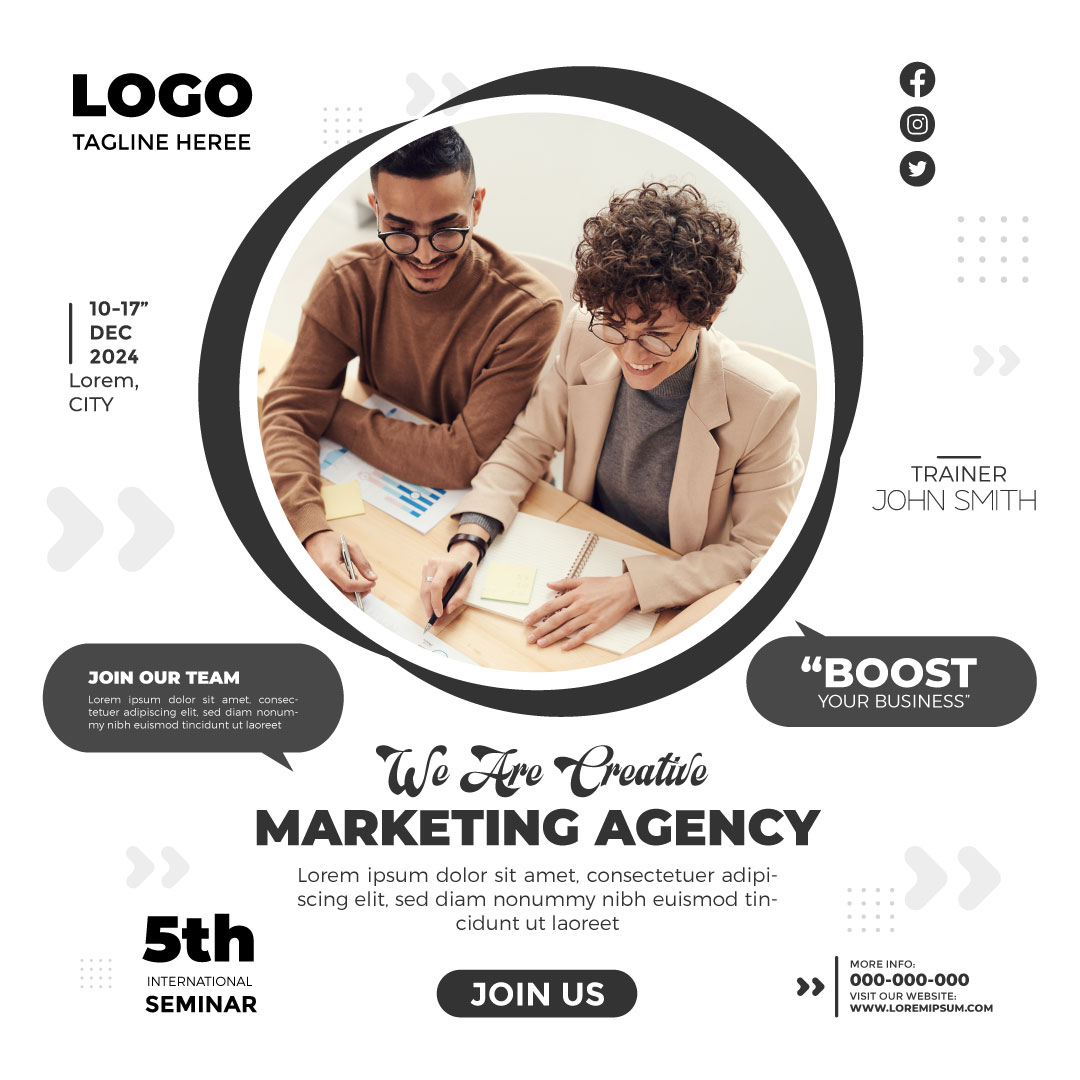 LOGO
TAGLINE HEREE
10-17”
DEC
2024
Lorem,
CITY
TRAINER
JOHN SMITH
JOIN OUR TEAM
Lorem ipsum dolor sit amet, consec-
tetuer adipiscing elit, sed diam nonum-
my nibh euismod tincidunt ut laoreet
“BOOST
YOUR BUSINESS”
We Are Creative
MARKETING AGENCY
Lorem ipsum dolor sit amet, consectetuer adipi-
scing elit, sed diam nonummy nibh euismod tin-
cidunt ut laoreet
5th
INTERNATIONAL
SEMINAR
JOIN US
MORE INFO:
000-000-000
VISIT OUR WEBSITE:
WWW.LOREMIPSUM.COM